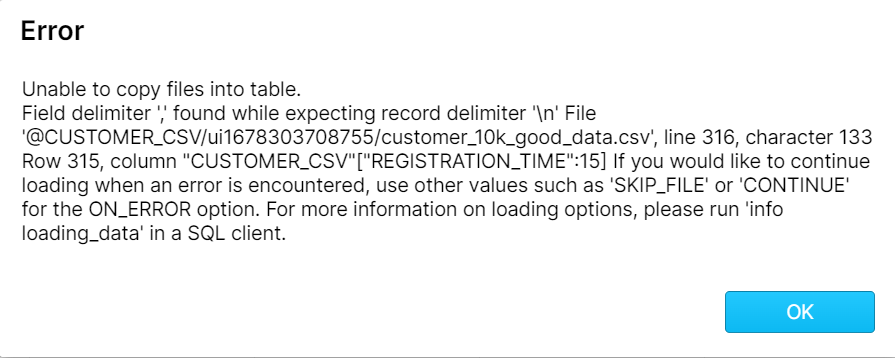 Error
Unable to copy files into table.
Field delimiter ',' found while expecting record delimiter '\n' File
'@CUSTOMER_CSV/ui1678303708755/customer_10k_good_data.csv', line 316, character 133
Row 315, column "CUSTOMER_CSV"["REGISTRATION_TIME":15] If you would like to continue
loading when an error is encountered, use other values such as 'SKIP_FILE' or 'CONTINUE'
for the ON_ERROR option. For more information on loading options, please run 'info
loading_data' in a SQL client.
OK